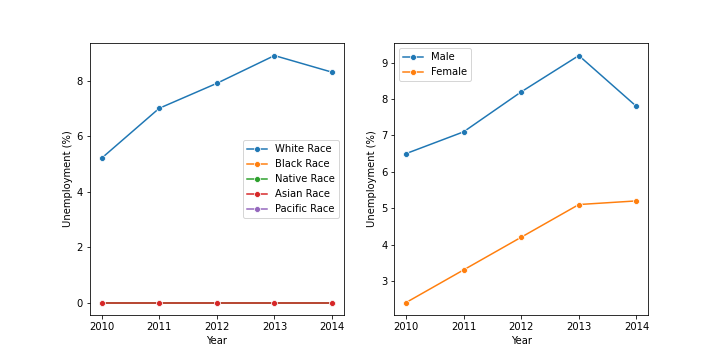 Unemployment (%)
8
6
4
2
0
2010 2011 2012 2013 2014
Year
White Race
Black Race
Native Race
Asian Race
Pacific Race
Unemployment (%)
9
8
7
6
5
4
3
2010 2011 2012 2013 2014
Year
Male
Female